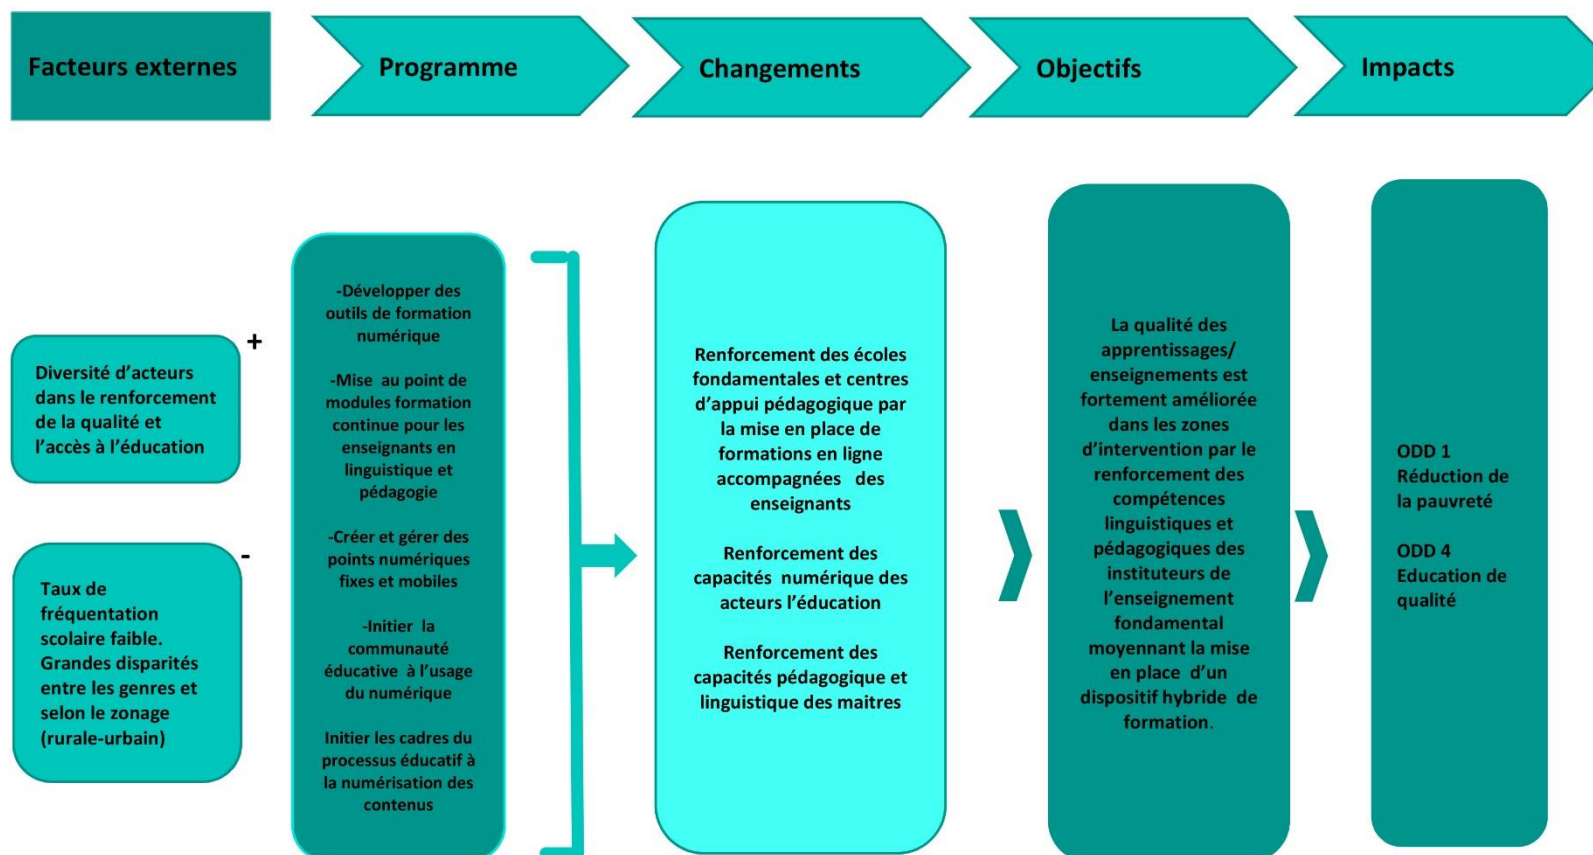 Facteurs externes
Programme
Changements
Objectifs
Impacts
+
Diversité d’acteurs
dans le renforcement
de la qualité et
l’accès à l’éducation
-
Taux de
fréquentation
scolaire faible.
Grandes disparités
entre les genres et
selon le zonage
(rurale-urbain)
-Développer des
outils de formation
numérique
-Mise au point de
modules formation
continue pour les
enseignants en
linguistique et
pédagogie
-Créer et gérer des
points numériques
fixes et mobiles
-Initier la
communauté
éducative à l’usage
du numérique
Initier les cadres du
processus éducatif à
la numérisation des
contenus
Renforcement des écoles
fondamentales et centres
d’appui pédagogique par
la mise en place de
formations en ligne
accompagnées des
enseignants
Renforcement des
capacités numérique des
acteurs l’éducation
Renforcement des
capacités pédagogique et
linguistique des maitres
La qualité des
apprentissages/
enseignements est
fortement améliorée
dans les zones
d’intervention par le
renforcement des
compétences
linguistiques et
pédagogiques des
instituteurs de
l’enseignement
fondamental
moyennant la mise
en place d’un
dispositif hybride de
formation.
ODD 1
Réduction de
la pauvreté
ODD 4
Education de
qualité